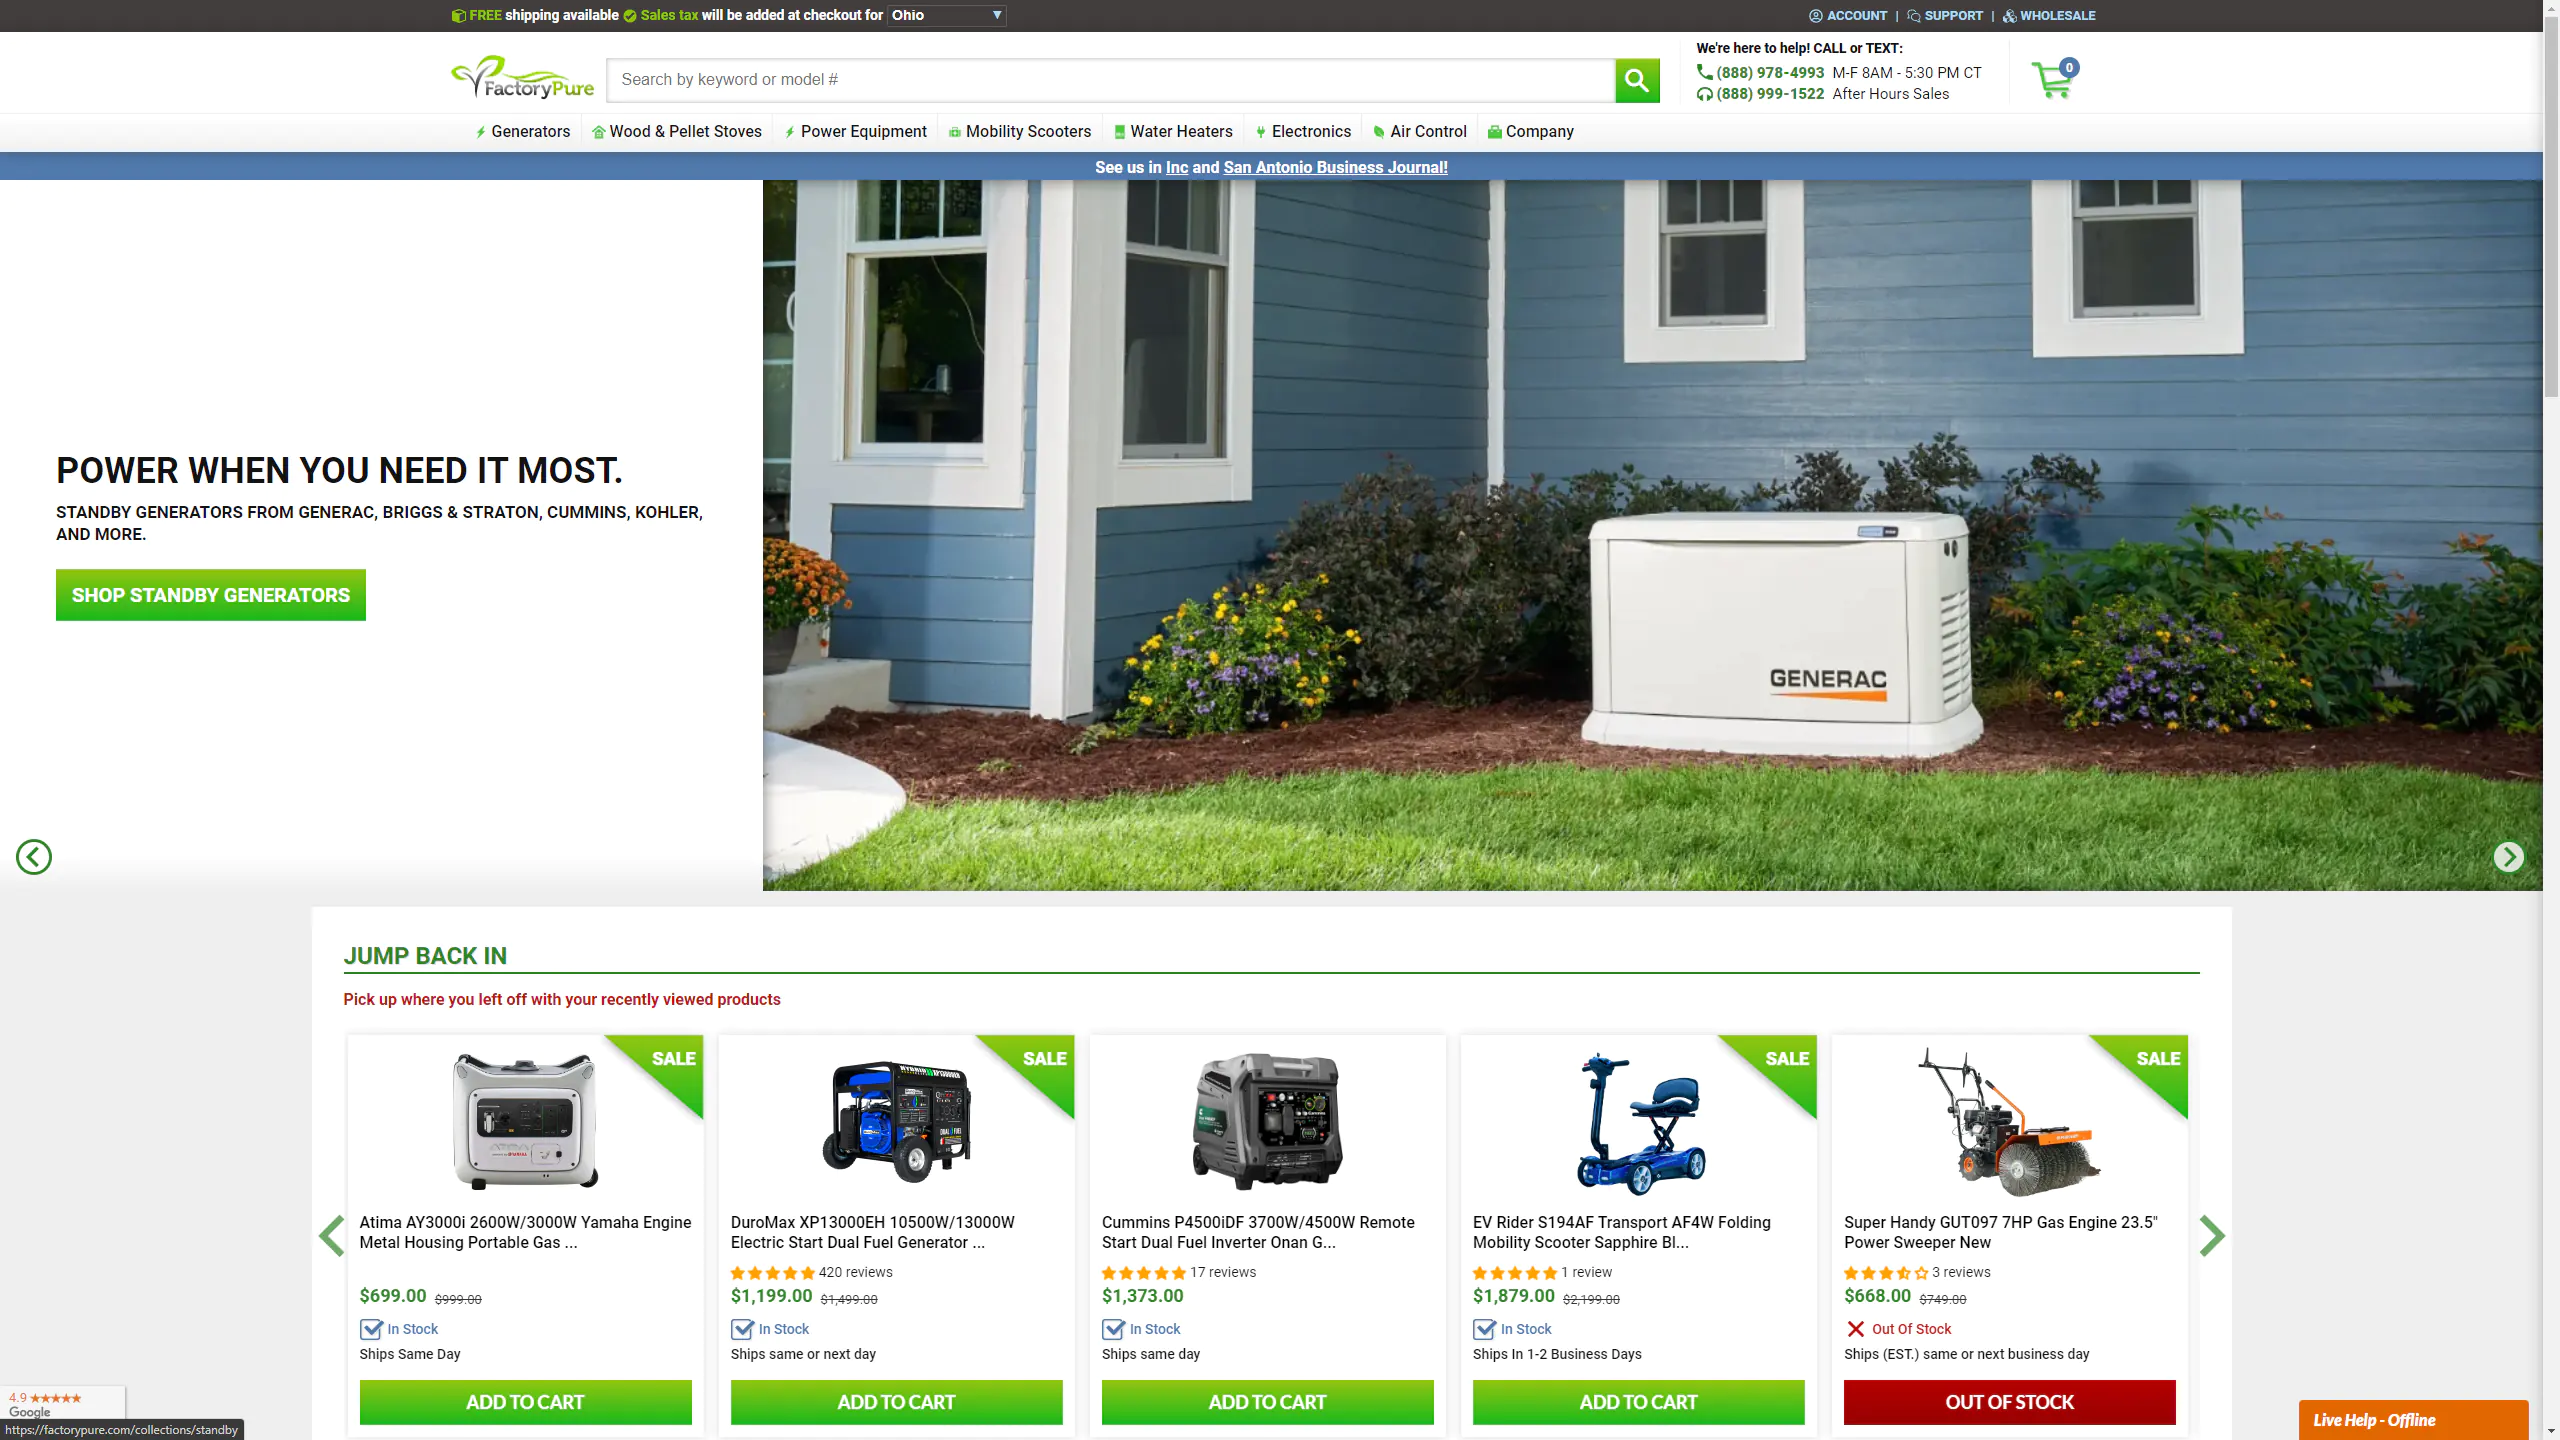 FREE shipping available Sales tax will be added at checkout for Ohio
ACCOUNT | SUPPORT | WHOLESALE
FactoryPure
Search by keyword or model #
We're here to help! CALL or TEXT:
(888) 978-4993 M-F 8AM - 5:30 PM CT
(888) 999-1522 After Hours Sales
0
Generators
Wood & Pellet Stoves
Power Equipment
Mobility Scooters
Water Heaters
Electronics
Air Control
Company
See us in Inc and San Antonio Business Journal!
POWER WHEN YOU NEED IT MOST.
STANDBY GENERATORS FROM GENERAC, BRIGGS & STRATON, CUMMINS, KOHLER,
AND MORE.
SHOP STANDBY GENERATORS
GENERAC
JUMP BACK IN
Pick up where you left off with your recently viewed products
SALE
Atima AY3000i 2600W/3000W Yamaha Engine
Metal Housing Portable Gas ...
$699.00 $999.00
In Stock
Ships Same Day
ADD TO CART
SALE
DuroMax XP13000EH 10500W/13000W
Electric Start Dual Fuel Generator ...
420 reviews
$1,199.00 $1,499.00
In Stock
Ships same or next day
ADD TO CART
Cummins P4500iDF 3700W/4500W Remote
Start Dual Fuel Inverter Onan G...
17 reviews
$1,373.00
In Stock
Ships same day
ADD TO CART
SALE
EV Rider S194AF Transport AF4W Folding
Mobility Scooter Sapphire Bl...
1 review
$1,879.00 $2,199.00
In Stock
Ships In 1-2 Business Days
ADD TO CART
SALE
Super Handy GUT097 7HP Gas Engine 23.5"
Power Sweeper New
3 reviews
$668.00 $749.00
Out Of Stock
Ships (EST.) same or next business day
OUT OF STOCK
4.9
Google
https://factorypure.com/collections/standby
Live Help - Offline